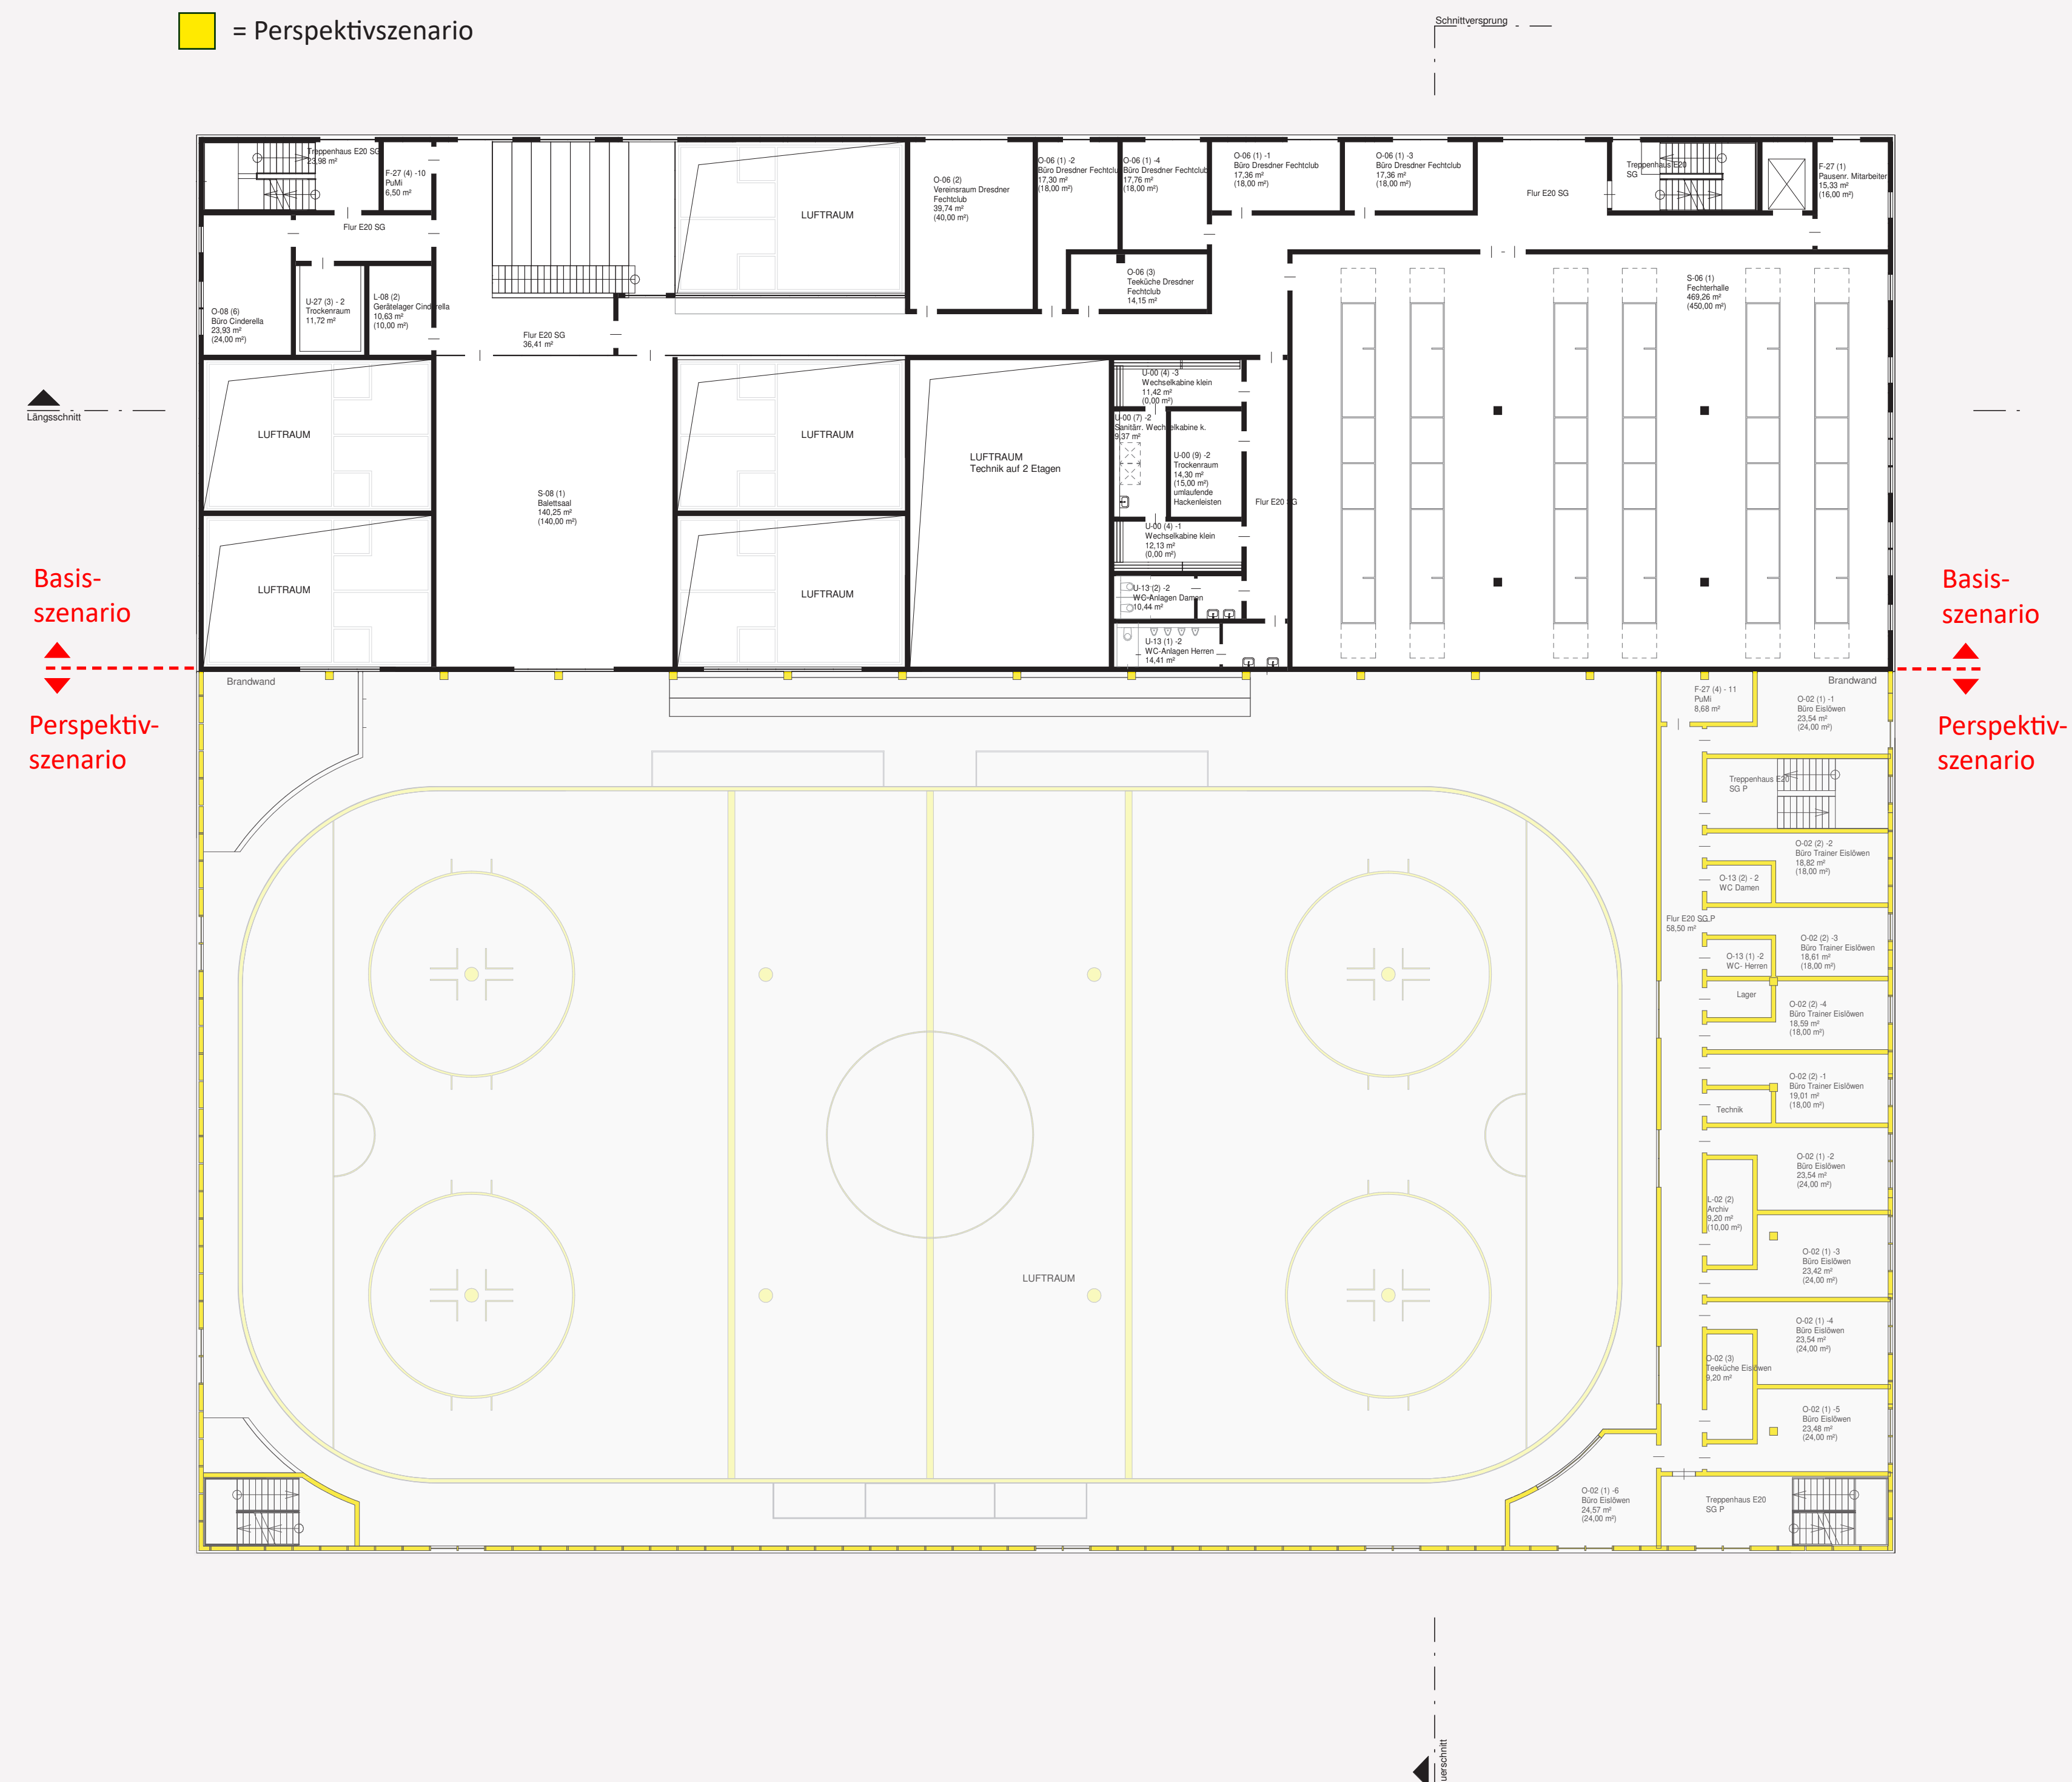 = Perspektivszenario
Schnittversprung
Treppenhaus E20 SG
23,98 m²
F-27 (4) -10
PuMi
6,50 m²
Flur E20 SG
O-08 (6)
Büro Cinderella
23,93 m²
(24,00 m²)
U-27 (3) - 2
Trockenraum
11,72 m²
L-08 (2)
Gerätelager Cinderella
10,63 m²
(10,00 m²)
Flur E20 SG
36,41 m²
LUFTRAUM
O-06 (2)
Vereinsraum Dresdner
Fechtclub
39,74 m²
(40,00 m²)
O-06 (1) -2
Büro Dresdner Fechtclub
17,30 m²
(18,00 m²)
O-06 (1) -4
Büro Dresdner Fechtclub
17,76 m²
(18,00 m²)
O-06 (1) -1
Büro Dresdner Fechtclub
17,36 m²
(18,00 m²)
O-06 (1) -3
Büro Dresdner Fechtclub
17,36 m²
(18,00 m²)
Flur E20 SG
Treppenhaus E20
SG
F-27 (1)
Pausenr. Mitarbeiter
15,33 m²
(16,00 m²)
O-06 (3)
Teeküche Dresdner
Fechtclub
14,15 m²
S-06 (1)
Fechterhalle
469,26 m²
(450,00 m²)
Längsschnitt
LUFTRAUM
LUFTRAUM
S-08 (1)
Balettsaal
140,25 m²
(140,00 m²)
LUFTRAUM
LUFTRAUM
LUFTRAUM
Technik auf 2 Etagen
U-00 (4) -3
Wechselkabine klein
11,42 m²
(0,00 m²)
U-00 (7) -2
Sanitärr. Wechselkabine k.
9,37 m²
U-00 (9) -2
Trockenraum
14,30 m²
(15,00 m²)
umlaufende
Hackenleisten
Flur E20 SG
U-00 (4) -1
Wechselkabine klein
12,13 m²
(0,00 m²)
U-13 (2) -2
WC-Anlagen Damen
10,44 m²
U-13 (1) -2
WC-Anlagen Herren
14,41 m²
Basis-
szenario
Perspektiv-
szenario
Basis-
szenario
Perspektiv-
szenario
Brandwand
Brandwand
F-27 (4) - 11
PuMi
8,68 m²
O-02 (1) -1
Büro Eislöwen
23,54 m²
(24,00 m²)
Treppenhaus E20
SG P
O-02 (2) -2
Büro Trainer Eislöwen
18,82 m²
(18,00 m²)
O-13 (2) - 2
WC Damen
Flur E20 SG P
58,50 m²
O-02 (2) -3
Büro Trainer Eislöwen
18,61 m²
(18,00 m²)
O-13 (1) -2
WC- Herren
Lager
O-02 (2) -4
Büro Trainer Eislöwen
18,59 m²
(18,00 m²)
O-02 (2) -1
Büro Trainer Eislöwen
19,01 m²
(18,00 m²)
Technik
O-02 (1) -2
Büro Eislöwen
23,54 m²
(24,00 m²)
L-02 (2)
Archiv
9,20 m²
(10,00 m²)
O-02 (1) -3
Büro Eislöwen
23,42 m²
(24,00 m²)
LUFTRAUM
O-02 (1) -4
Büro Eislöwen
23,54 m²
(24,00 m²)
O-02 (3)
Teeküche Eislöwen
9,20 m²
O-02 (1) -5
Büro Eislöwen
23,48 m²
(24,00 m²)
O-02 (1) -6
Büro Eislöwen
24,57 m²
(24,00 m²)
Treppenhaus E20
SG P
uerschnitt